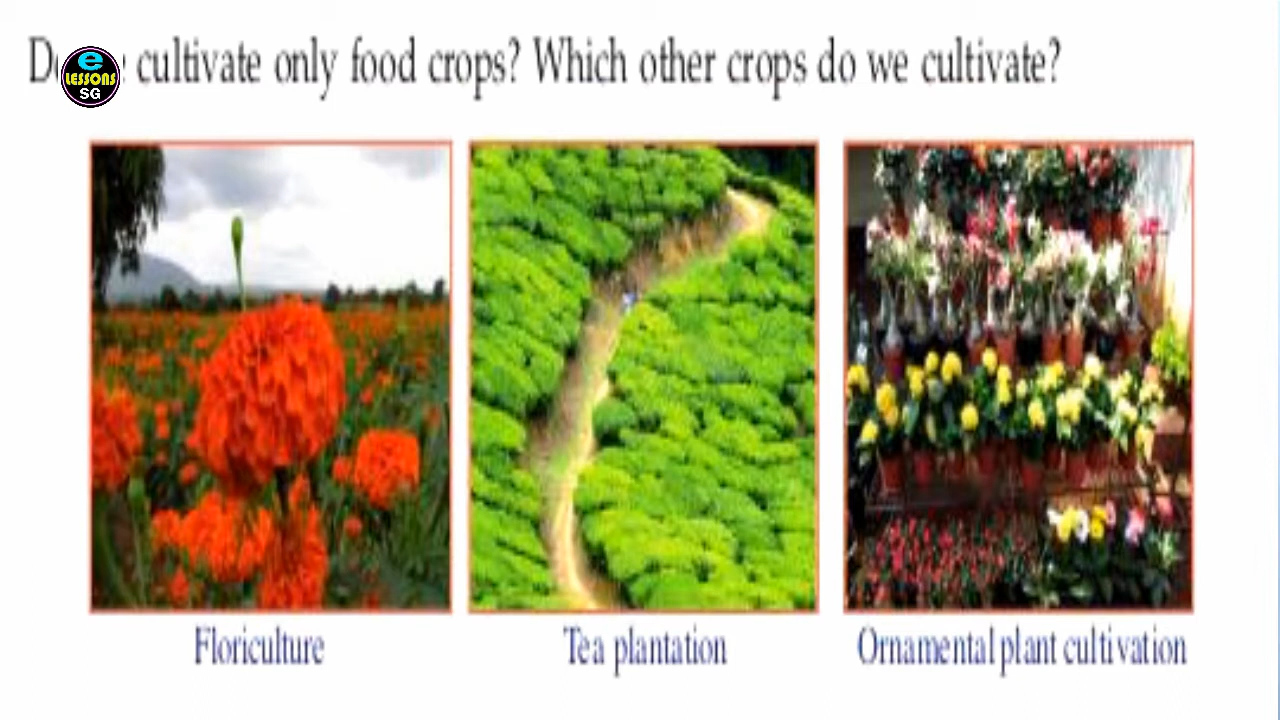 cultivate only food crops? Which other crops do we cultivate?
e
LESSONS
SG
Floriculture
Tea plantation
Ornamental plant cultivation